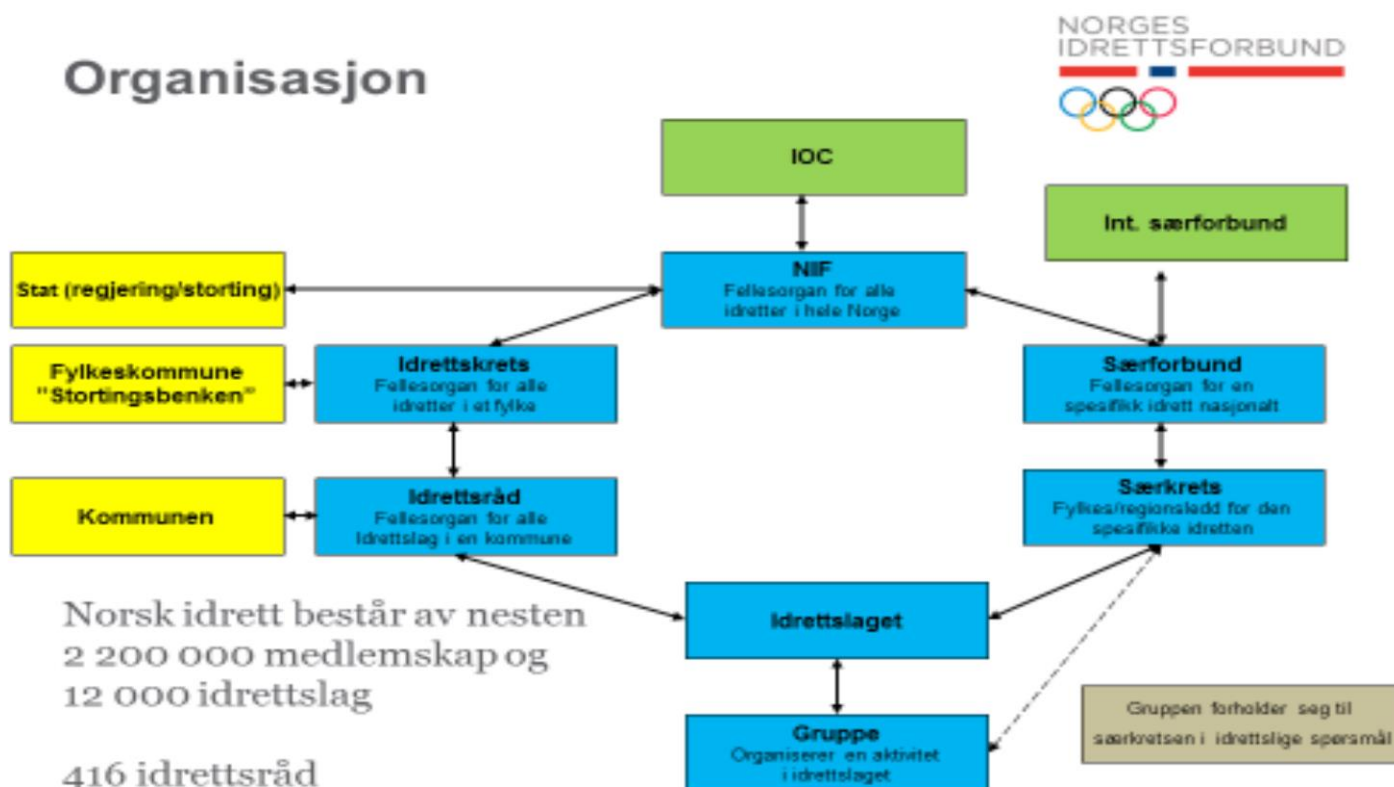 Organisasjon
NORGES
IDRETTSFORBUND
IOC
Int. særforbund
Stat (regjering/storting)
NIF
Fellesorgan for alle
idretter i hele Norge
Fylkeskommune
"Stortingsbenken"
Idrettskrets
Fellesorgan for alle
idretter i et fylke
Særforbund
Fellesorgan for en
spesifikk idrett nasjonalt
Kommunen
Idrettsråd
Fellesorgan for alle
Idrettslag i en kommune
Særkrets
Fylkes/regionsledd for den
spesifikke idretten
Idrettslaget
Norsk idrett består av nesten
2 200 000 medlemskap og
12 000 idrettslag
416 idrettsråd
Gruppe
Organiserer en aktivitet
i idrettslaget
Gruppen forholder seg til
særkretsen i idrettslige spørsmål